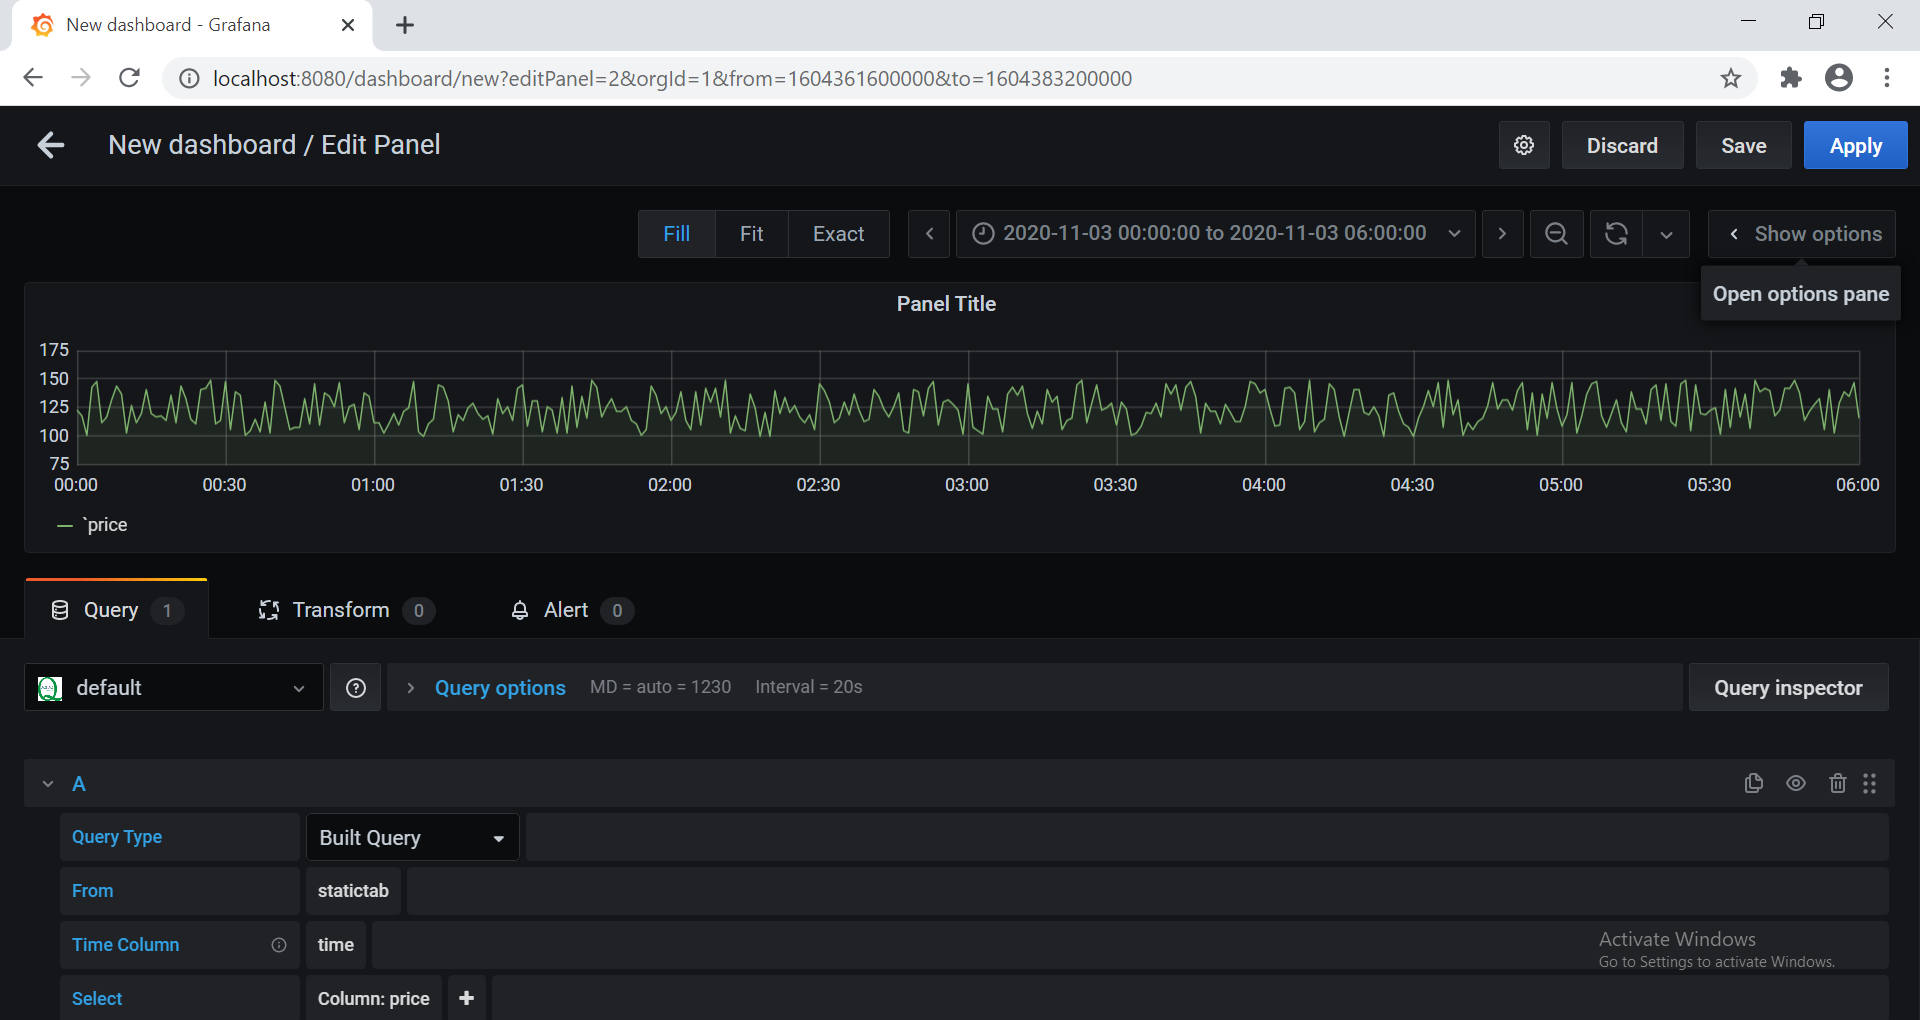 New dashboard - Grafana
localhost:8080/dashboard/new?editPanel=2&orgId=1&from=1604361600000&to=1604383200000
New dashboard / Edit Panel
Discard
Save
Apply
Fill
Fit
Exact
2020-11-03 00:00:00 to 2020-11-03 06:00:00
Show options
Open options pane
Panel Title
175
150
125
100
75
00:00 00:30 01:00 01:30 02:00 02:30 03:00 03:30 04:00 04:30 05:00 05:30 06:00
`price
Query 1
Transform 0
Alert 0
default
Query options
MD = auto = 1230
Interval = 20s
Query inspector
A
Query Type
Built Query
From
statictab
Time Column
time
Activate Windows
Go to Settings to activate Windows.
Select
Column: price